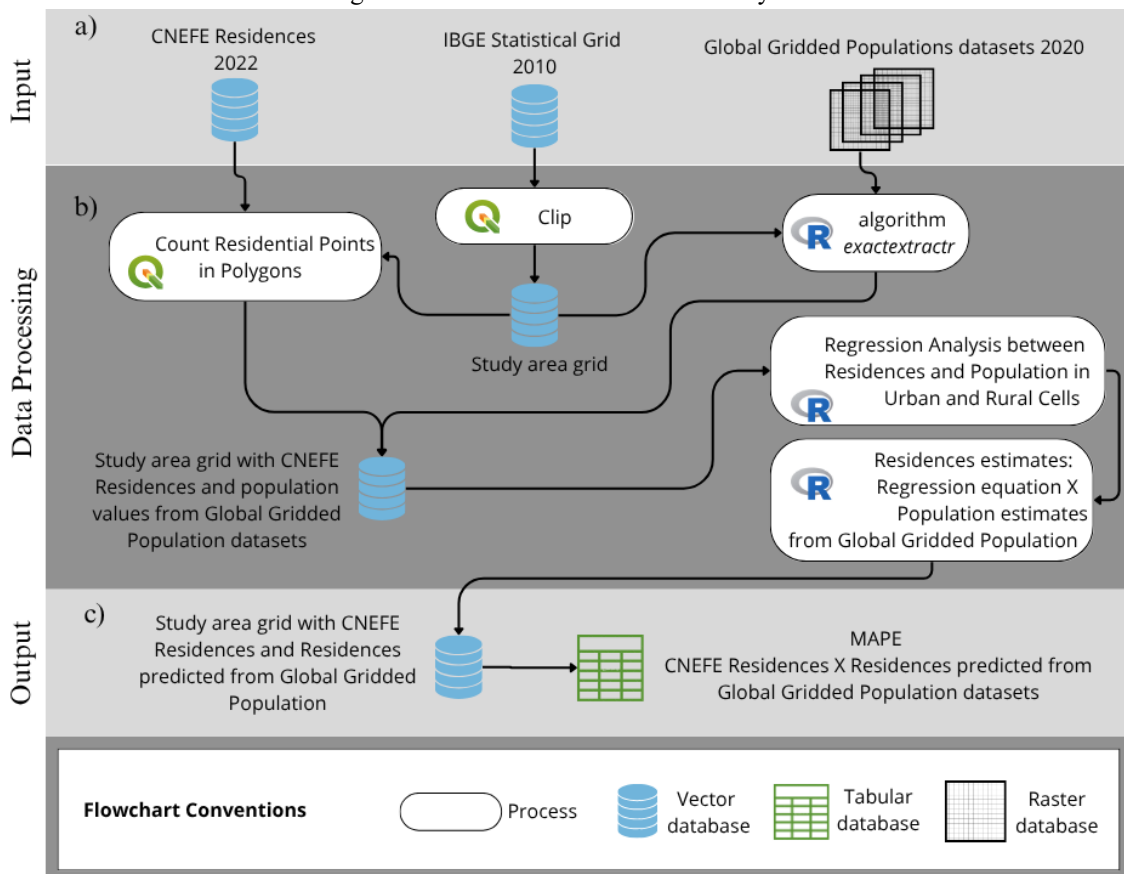 Input
a)
CNEFE Residences
2022
IBGE Statistical Grid
2010
Global Gridded Populations datasets 2020
Data Processing
b)
Count Residential Points
in Polygons
Clip
algorithm
exactextractr
R
Study area grid
Regression Analysis between
Residences and Population in
Urban and Rural Cells
R
Study area grid with CNEFE
Residences and population
values from Global Gridded
Population datasets
Residences estimates:
Regression equation X
Population estimates
from Global Gridded Population
R
Output
c)
Study area grid with CNEFE
Residences and Residences
predicted from Global Gridded
Population
MAPE
CNEFE Residences X Residences predicted from
Global Gridded Population datasets
Flowchart Conventions
Process
Vector
database
Tabular
database
Raster
database